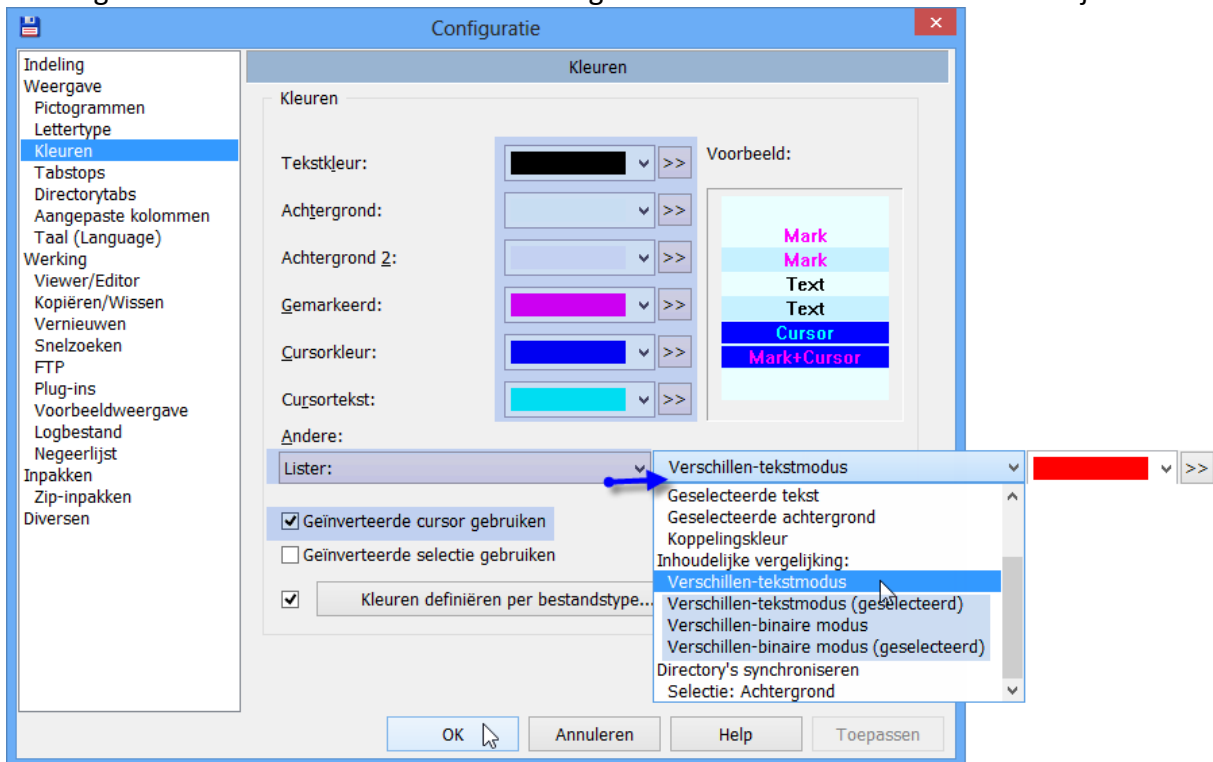 Configuratie
Indeling
Weergave
Pictogrammen
Lettertype
Kleuren
Tabstops
Directorytabs
Aangepaste kolommen
Taal (Language)
Werking
Viewer/Editor
Kopiëren/Wissen
Vernieuwen
Snelzoeken
FTP
Plug-ins
Voorbeeldweergave
Logbestand
Negeerlijst
Inpakken
Zip-inpakken
Diversen
Kleuren
Kleuren
Tekstkleur: >>
Achtergrond: >>
Achtergrond 2: >>
Gemarkeerd: >>
Cursorkleur: >>
Cursortekst: >>
Voorbeeld:
Mark
Mark
Text
Text
Cursor
Mark+Cursor
Andere:
Lister: Verschillen-tekstmodus >>
Geselecteerde tekst
Geselecteerde achtergrond
Koppelingskleur
Inhoudelijke vergelijking:
Verschillen-tekstmodus
Verschillen-tekstmodus (geselecteerd)
Verschillen-binaire modus
Verschillen-binaire modus (geselecteerd)
Directory's synchroniseren
Selectie: Achtergrond
Geïnverteerde cursor gebruiken
Geïnverteerde selectie gebruiken
Kleuren definiëren per bestandstype...
OK Annuleren Help Toepassen